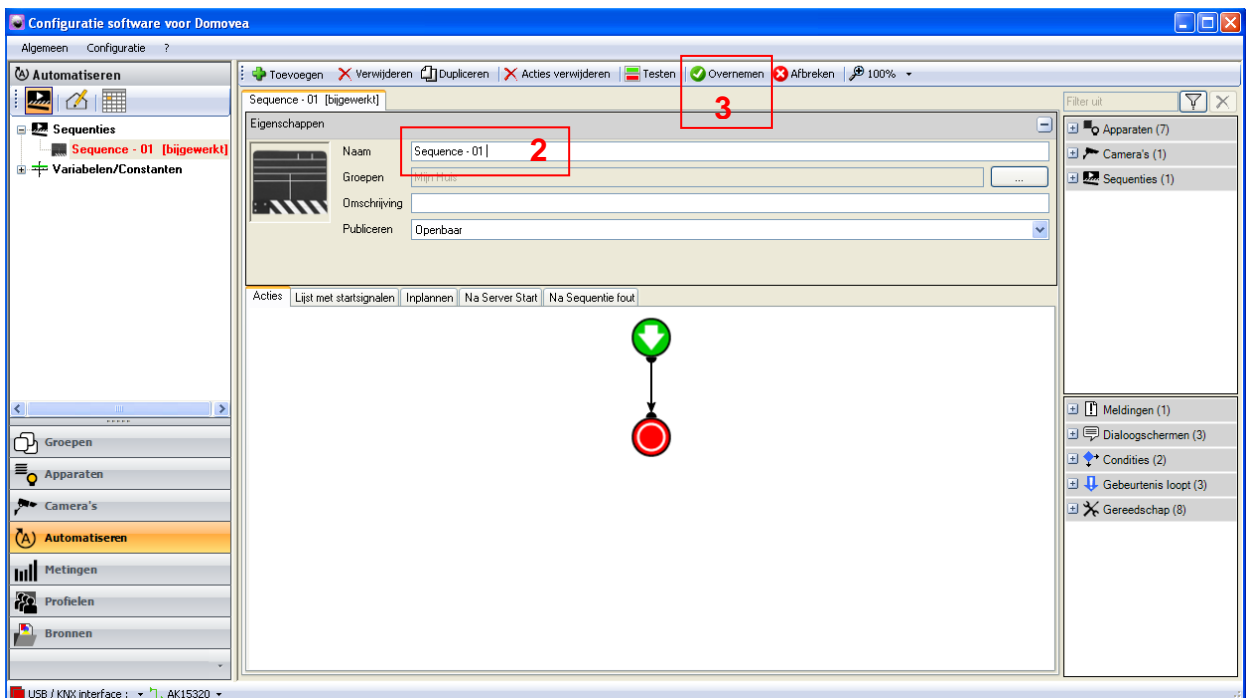 Configuratie software voor Domovea
Algemeen Configuratie ?
Automatiseren
Sequenties
Sequence - 01 [bijgewerkt]
Variabelen/Constanten
Groepen
Apparaten
Camera's
Automatiseren
Metingen
Profielen
Bronnen
Toevoegen Verwijderen Dupliceren Acties verwijderen Testen Overnemen Afbreken 100%
3
Sequence - 01 [bijgewerkt]
Eigenschappen
Naam Sequence - 01
2
Groepen Mijn Huis ...
Omschrijving
Publiceren Openbaar
Acties Lijst met startsignalen Inplannen Na Server Start Na Sequentie fout
Filter uit
Apparaten (7)
Camera's (1)
Sequenties (1)
Meldingen (1)
Dialoogschermen (3)
Condities (2)
Gebeurtenis loopt (3)
Gereedschap (8)
USB / KNX interface : AK15320